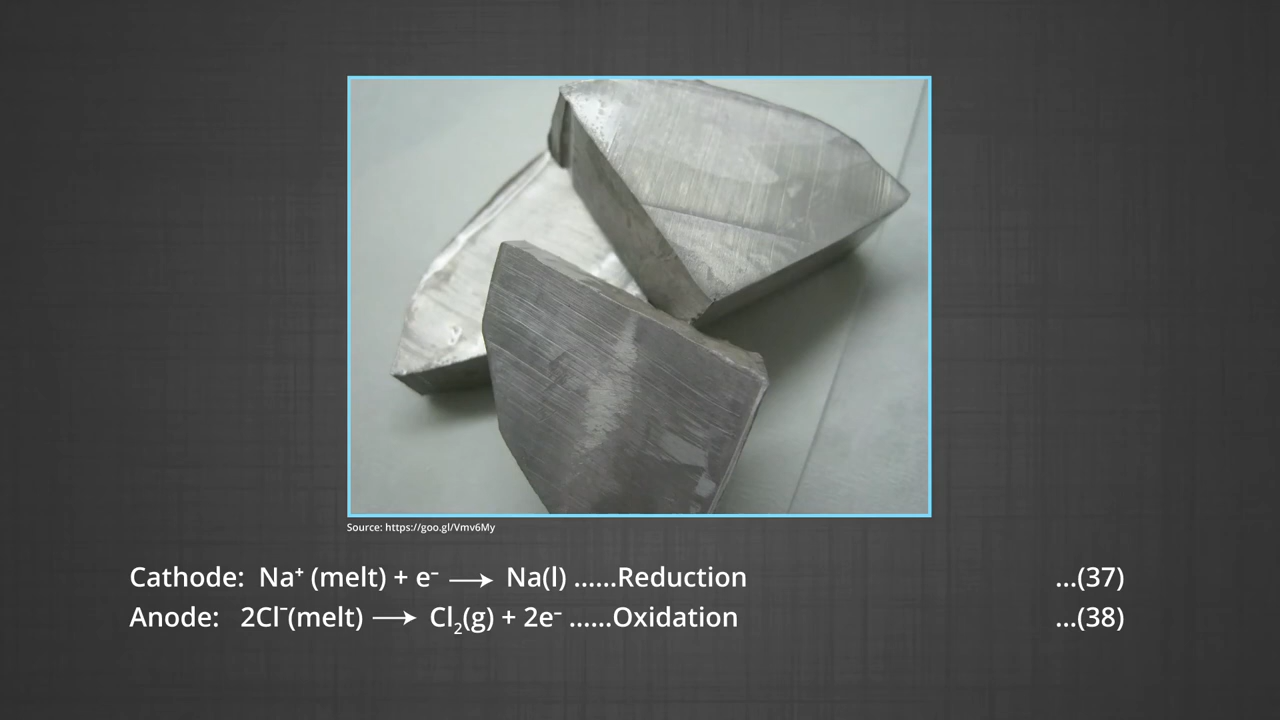 Source: https://goo.gl/Vmv6My
Cathode: Na⁺ (melt) + e⁻ ⟶ Na(l) ......Reduction ...(37)
Anode: 2Cl⁻(melt) ⟶ Cl₂(g) + 2e⁻ ......Oxidation ...(38)